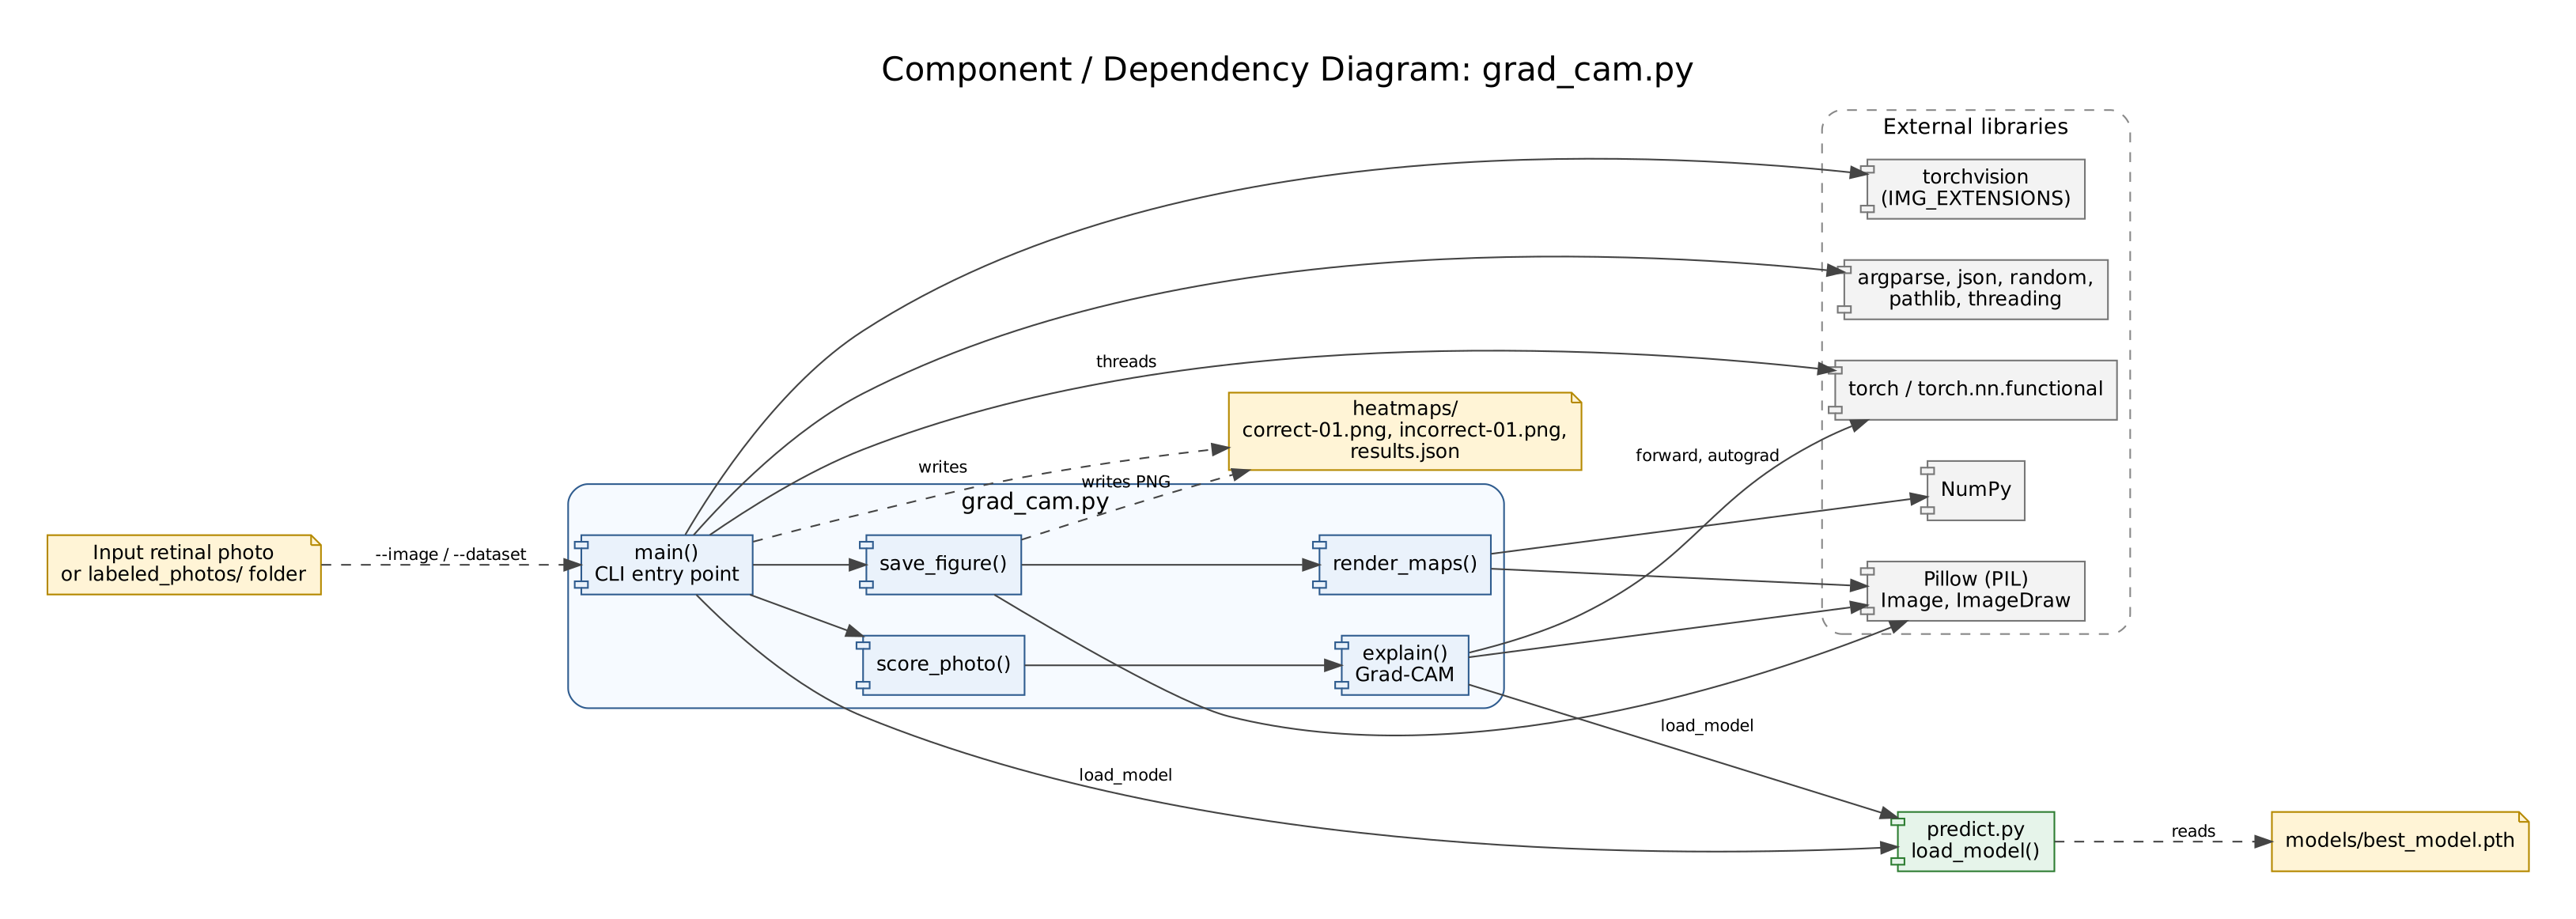 Component / Dependency Diagram: grad_cam.py
External libraries
torchvision
(IMG_EXTENSIONS)
argparse, json, random,
pathlib, threading
threads
torch / torch.nn.functional
heatmaps/
correct-01.png, incorrect-01.png,
results.json
forward, autograd
writes
writes PNG
NumPy
grad_cam.py
Input retinal photo
or labeled_photos/ folder
--image / --dataset
main()
CLI entry point
save_figure()
render_maps()
Pillow (PIL)
Image, ImageDraw
score_photo()
explain()
Grad-CAM
load_model
load_model
predict.py
load_model()
reads
models/best_model.pth